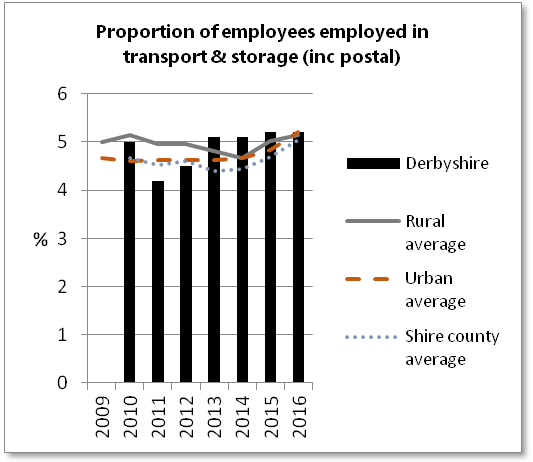 Proportion of employees employed in
transport & storage (inc postal)
6
5
4
3
2
1
0
%
2009
2010
2011
2012
2013
2014
2015
2016
Derbyshire
Rural
average
Urban
average
Shire county
average